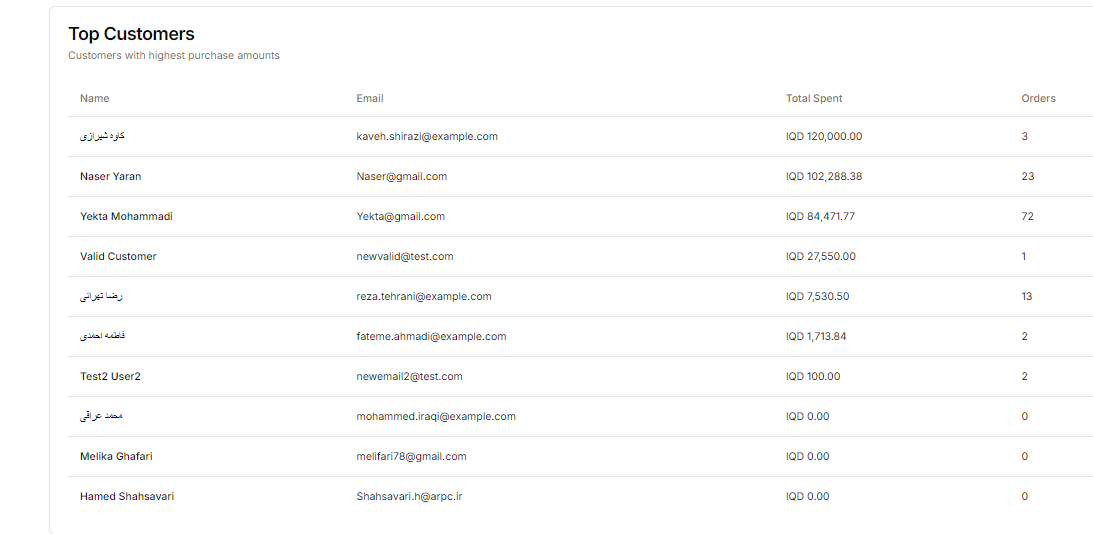 Top Customers
Customers with highest purchase amounts
Name Email Total Spent Orders
کاوه شیرازی kaveh.shirazi@example.com IQD 120,000.00 3
Naser Yaran Naser@gmail.com IQD 102,288.38 23
Yekta Mohammadi Yekta@gmail.com IQD 84,471.77 72
Valid Customer newvalid@test.com IQD 27,550.00 1
رضا تهرانی reza.tehrani@example.com IQD 7,530.50 13
فاطمه احمدی fateme.ahmadi@example.com IQD 1,713.84 2
Test2 User2 newemail2@test.com IQD 100.00 2
محمد عراقی mohammed.iraqi@example.com IQD 0.00 0
Melika Ghafari melifari78@gmail.com IQD 0.00 0
Hamed Shahsavari Shahsavari.h@arpc.ir IQD 0.00 0